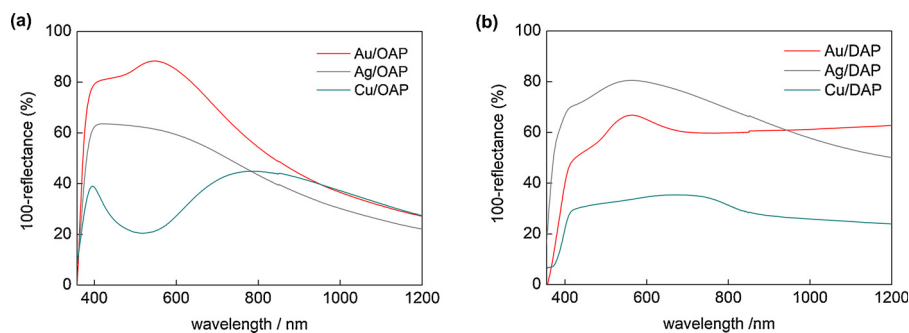 (a)
100
80
60
40
20
0
100-reflectance (%)
Au/OAP
Ag/OAP
Cu/OAP
400 600 800 1000 1200
wavelength / nm
(b)
100
80
60
40
20
0
100-reflectance (%)
Au/DAP
Ag/DAP
Cu/DAP
400 600 800 1000 1200
wavelength /nm